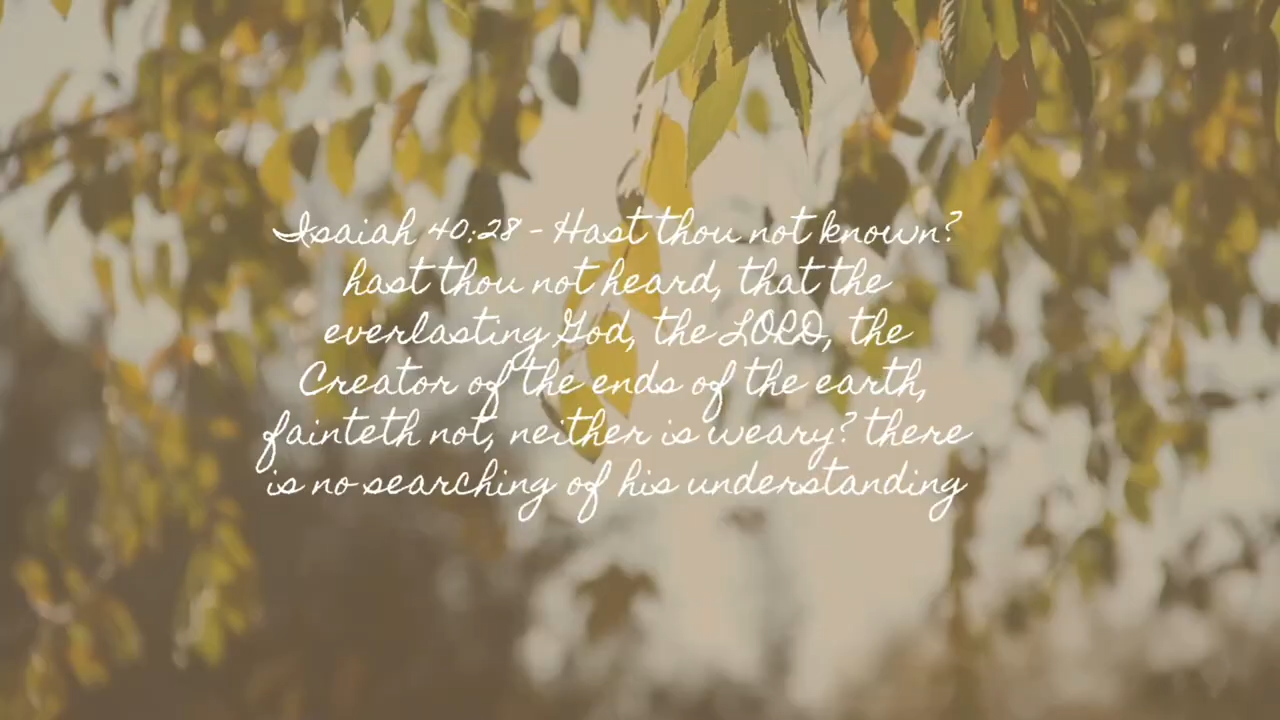 Isaiah 40:28 - Hast thou not known?
hast thou not heard, that the
everlasting God, the LORD, the
Creator of the ends of the earth,
fainteth not, neither is weary? there
is no searching of his understanding